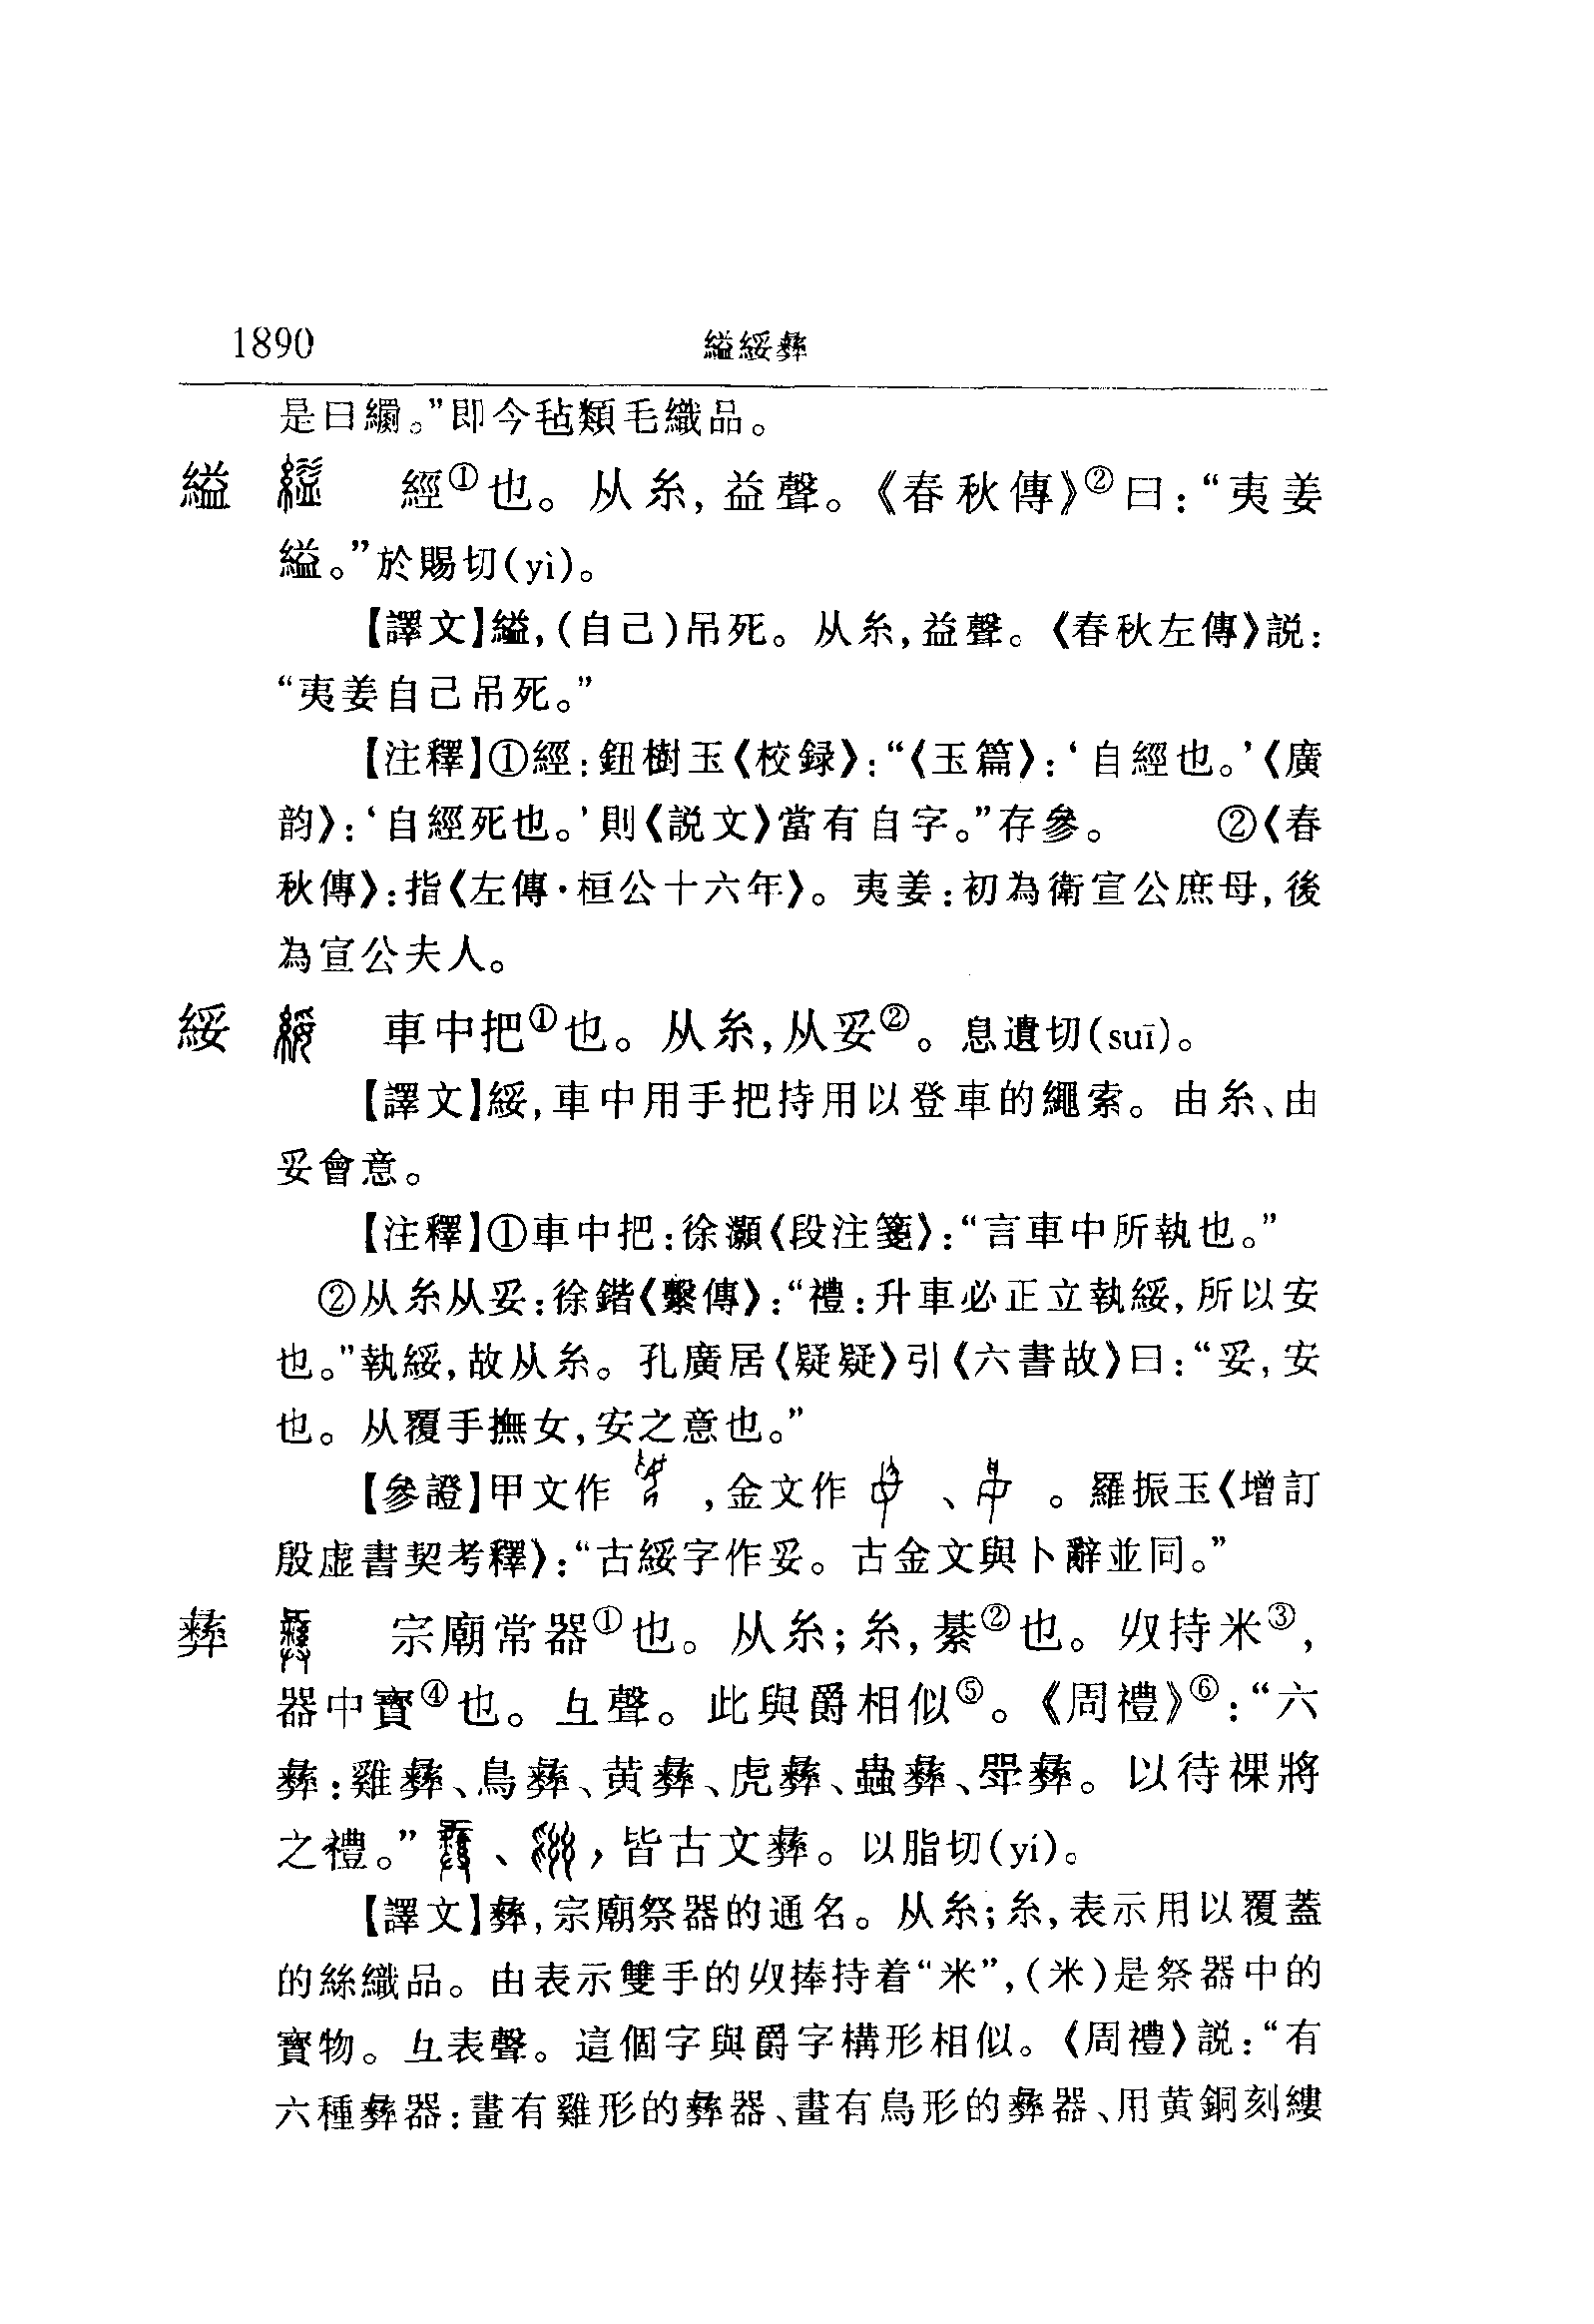 1890 縊綏彝
是曰繝。”即今毡類毛織品。
縊 經①也。从糸,益聲。《春秋傳》②曰:“夷姜
縊。”於賜切(yì)。
【譯文】縊,(自己)吊死。从糸,益聲。《春秋左傳》説:
“夷姜自己吊死。”
【注釋】①經:鈕樹玉《校録》:“《玉篇》:‘自經也。’《廣
韵》:‘自經死也。’則《説文》當有自字。”存參。 ②《春
秋傳》:指《左傳·桓公十六年》。夷姜:初為衛宣公庶母,後
為宣公夫人。
綏 車中把①也。从糸,从妥②。息遺切(suī)。
【譯文】綏,車中用手把持用以登車的繩索。由糸、由
妥會意。
【注釋】①車中把:徐灝《段注箋》:“言車中所執也。”
②从糸从妥:徐鍇《繫傳》:“禮:升車必正立執綏,所以安
也。”執綏,故从糸。孔廣居《疑疑》引《六書故》曰:“妥,安
也。从覆手撫女,安之意也。”
【參證】甲文作 ,金文作 、 。羅振玉《增訂
殷虛書契考釋》:“古綏字作妥。古金文與卜辭並同。”
彝 宗廟常器①也。从糸;糸,綦②也。廾持米③,
器中寶④也。彑聲。此與爵相似⑤。《周禮》⑥:“六
彝:雞彝、鳥彝、黄彝、虎彝、蟲彝、斝彝。以待祼將
之禮。” 、 ,皆古文彝。以脂切(yí)。
【譯文】彝,宗廟祭器的通名。从糸;糸,表示用以覆蓋
的絲織品。由表示雙手的廾捧持着“米”,(米)是祭器中的
寶物。彑表聲。這個字與爵字構形相似。《周禮》説:“有
六種彝器:畫有雞形的彝器、畫有鳥形的彝器、用黄銅刻縷